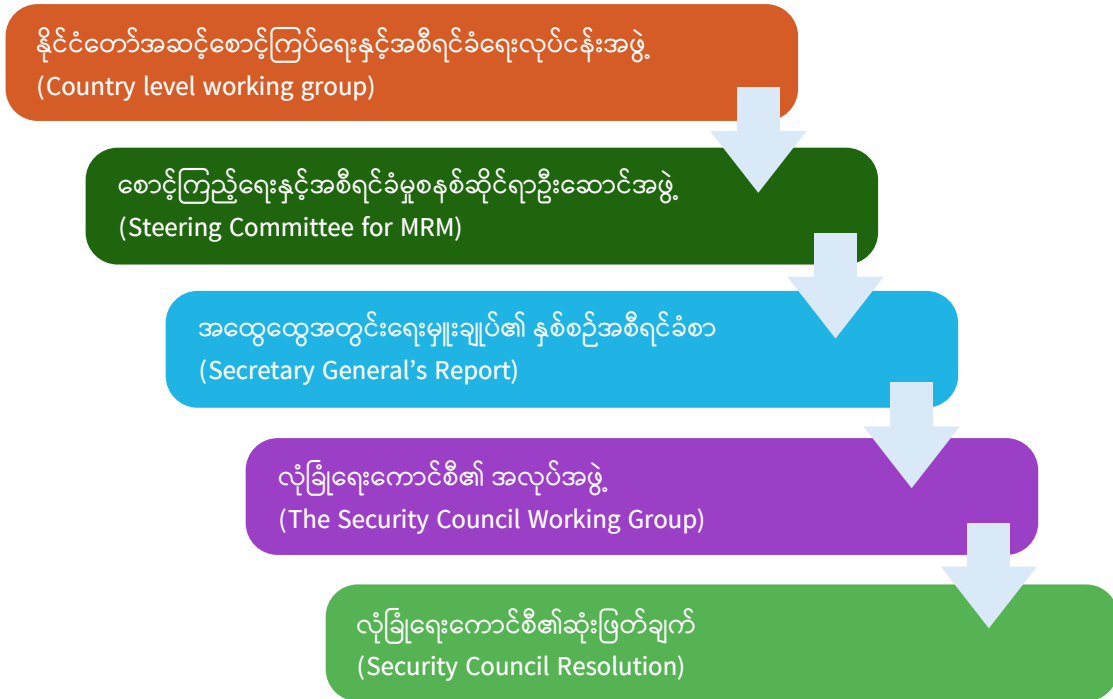 နိုင်ငံတော်အဆင့်စောင့်ကြပ်ရေးနှင့်အစီရင်ခံရေးလုပ်ငန်းအဖွဲ့
(Country level working group)
စောင့်ကြည့်ရေးနှင့်အစီရင်ခံမှုစနစ်ဆိုင်ရာဦးဆောင်အဖွဲ့
(Steering Committee for MRM)
အထွေထွေအတွင်းရေးမှူးချုပ်၏ နှစ်စဉ်အစီရင်ခံစာ
(Secretary General’s Report)
လုံခြုံရေးကောင်စီ၏ အလုပ်အဖွဲ့
(The Security Council Working Group)
လုံခြုံရေးကောင်စီ၏ဆုံးဖြတ်ချက်
(Security Council Resolution)